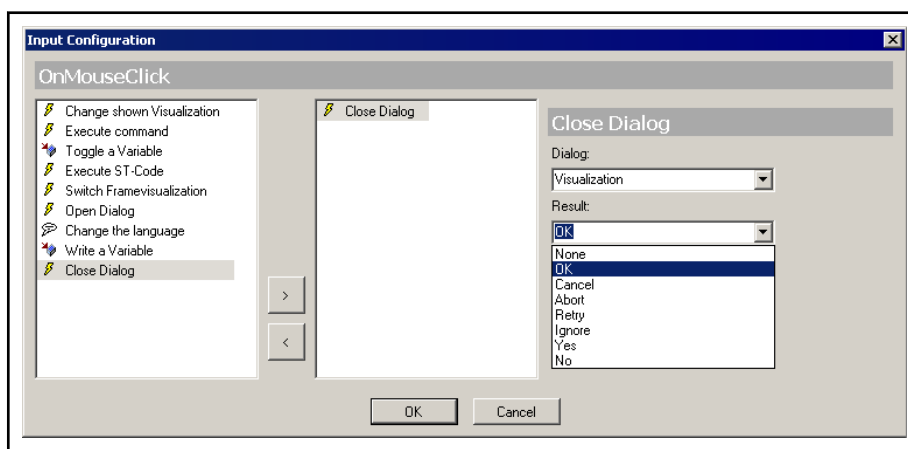 Input Configuration
OnMouseClick
Change shown Visualization
Execute command
Toggle a Variable
Execute ST-Code
Switch Framevisualization
Open Dialog
Change the language
Write a Variable
Close Dialog
>
<
Close Dialog
Close Dialog
Dialog:
Visualization
Result:
OK
None
OK
Cancel
Abort
Retry
Ignore
Yes
No
OK
Cancel